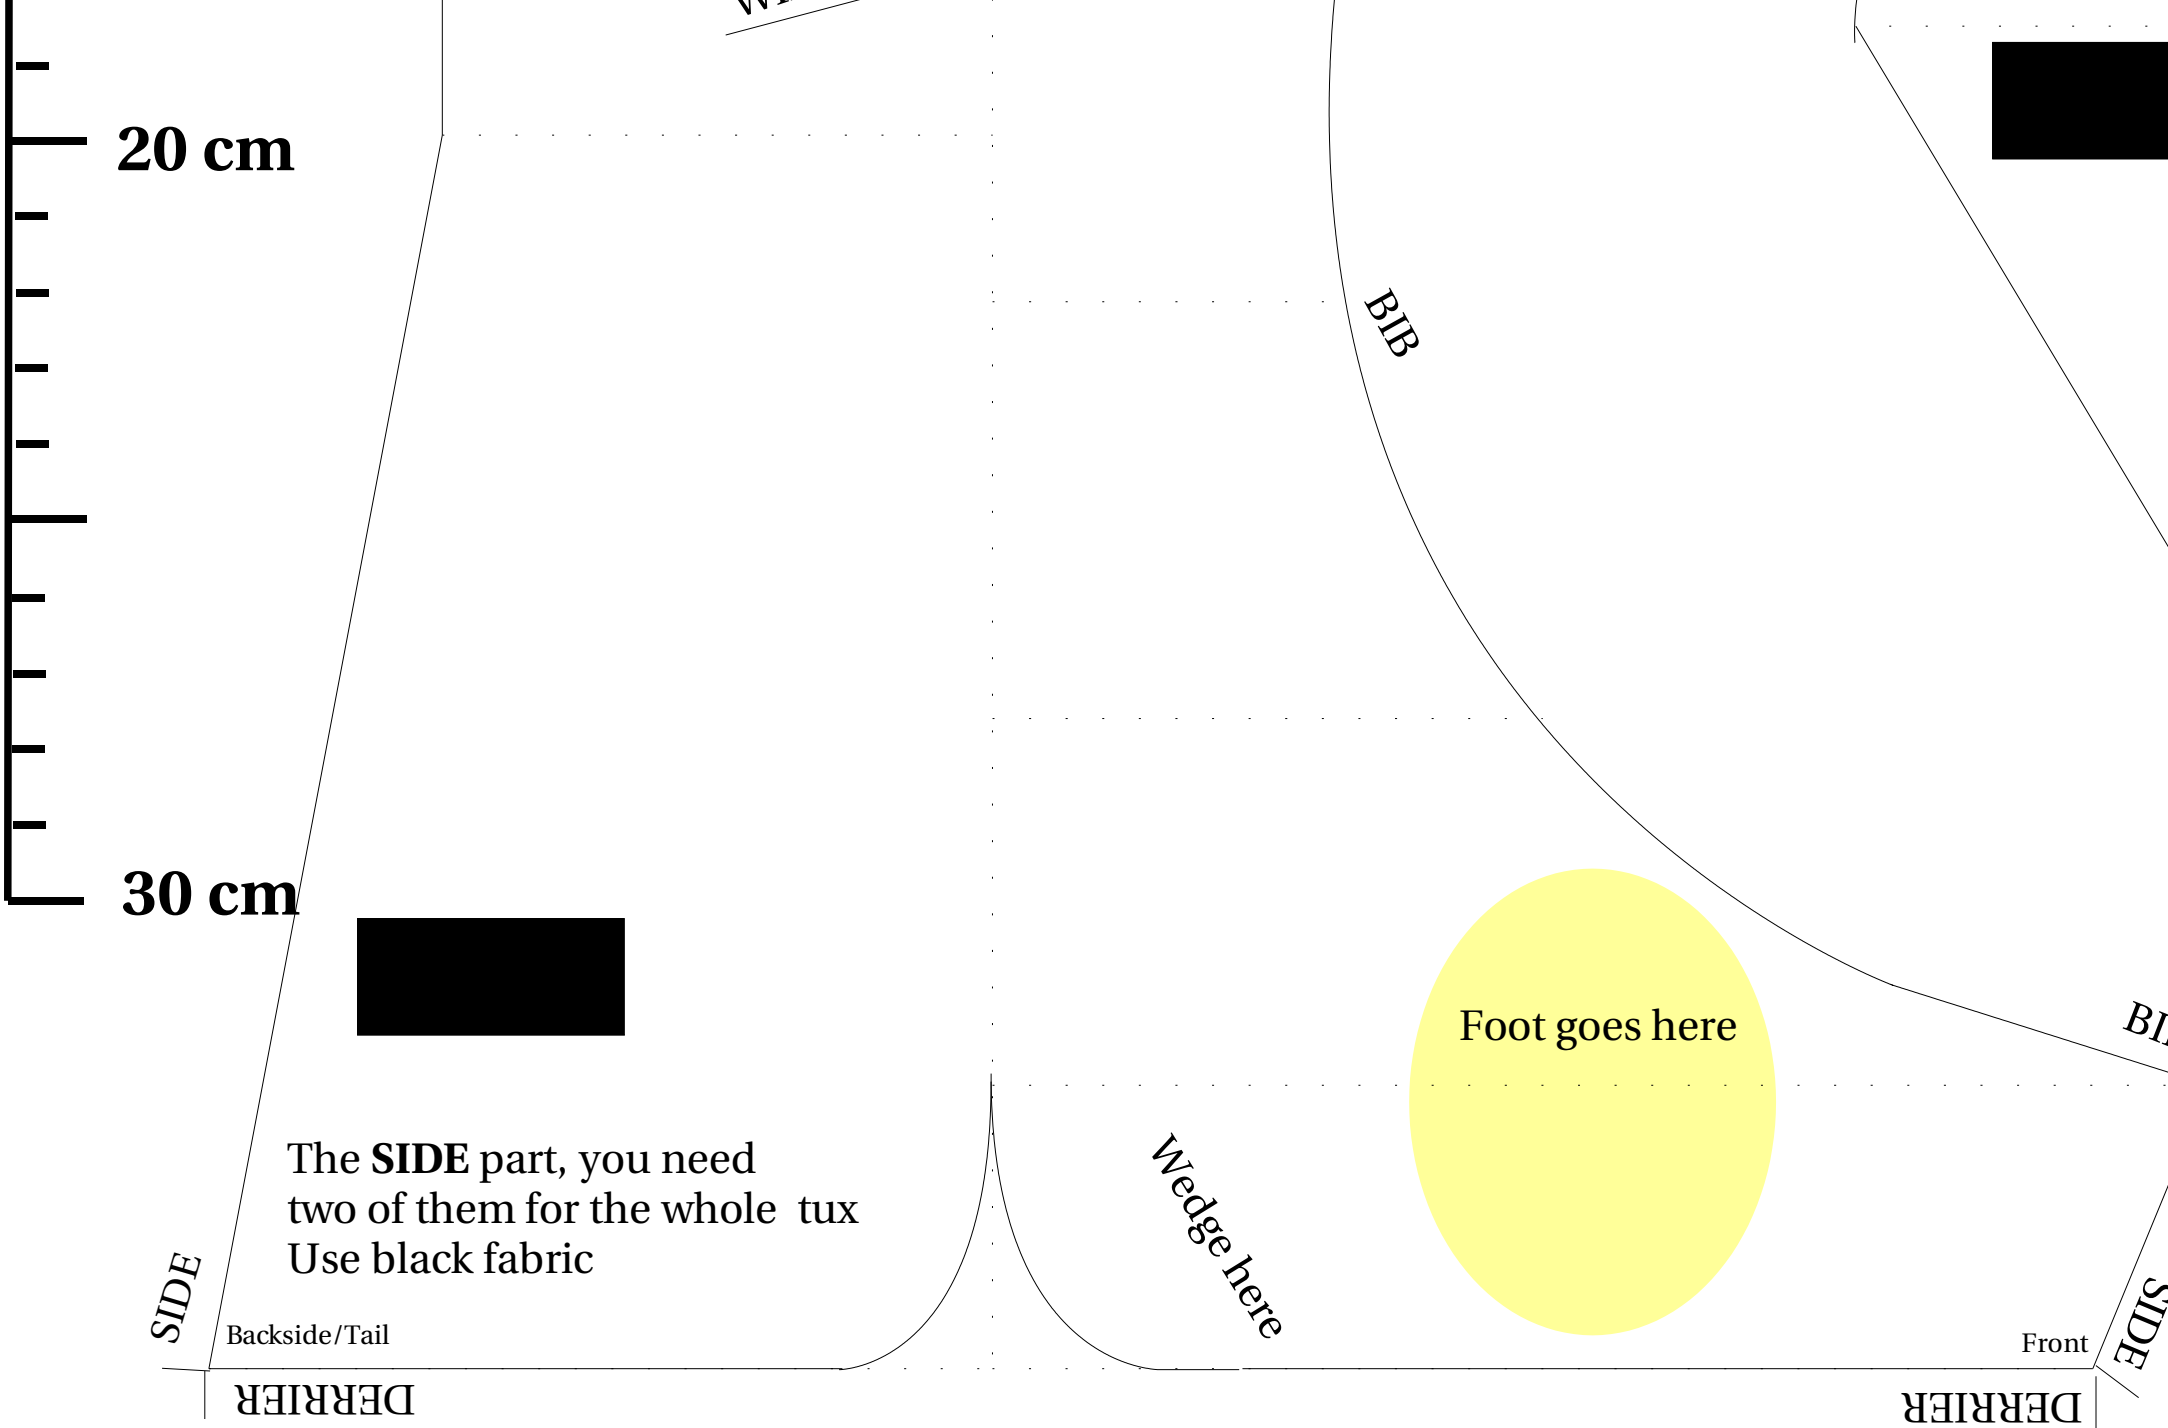 20 cm
BIB
30 cm
Foot goes here
The SIDE part, you need
two of them for the whole tux
Use black fabric
Wedge here
SIDE
Backside/Tail
Front
SIDE
DERRIER
DERRIER